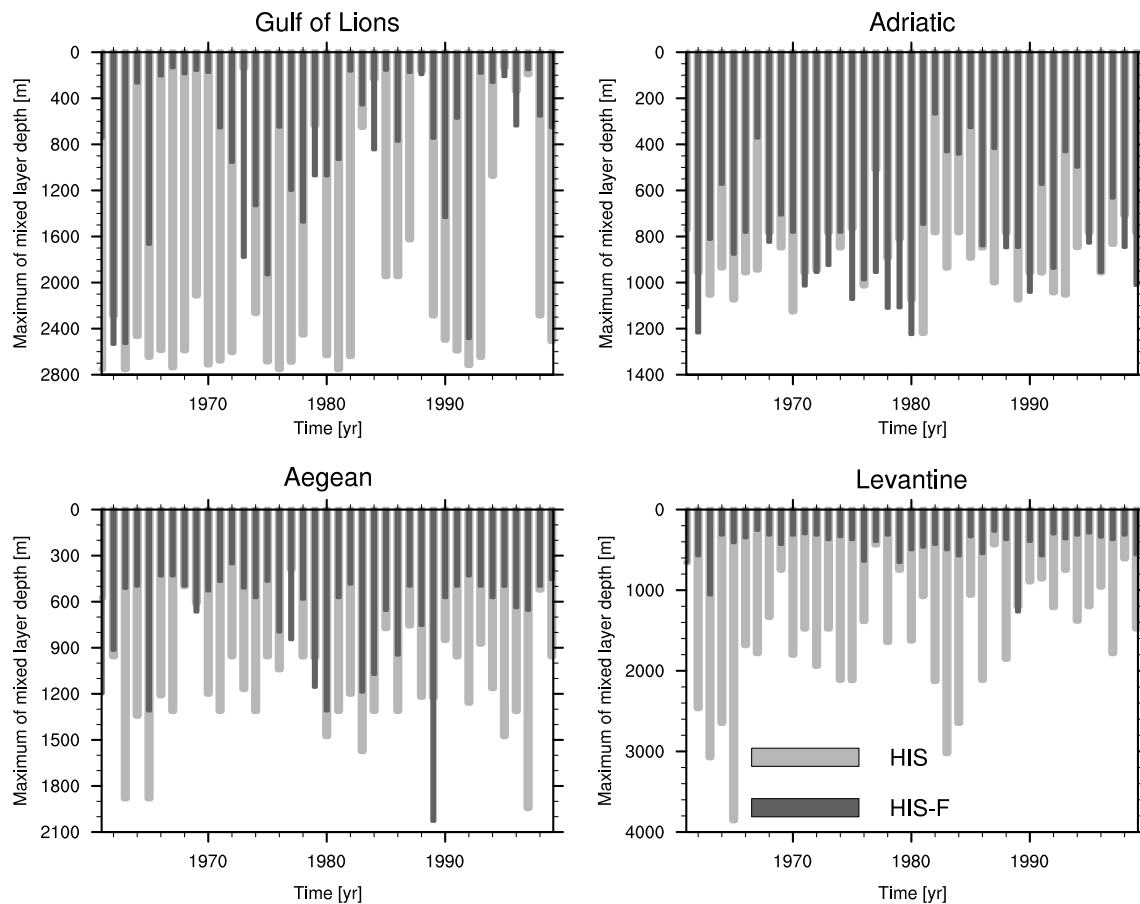 Gulf of Lions
Maximum of mixed layer depth [m]
0
400
800
1200
1600
2000
2400
2800
1970
1980
1990
Time [yr]
Adriatic
Maximum of mixed layer depth [m]
0
200
400
600
800
1000
1200
1400
1970
1980
1990
Time [yr]
Aegean
Maximum of mixed layer depth [m]
0
300
600
900
1200
1500
1800
2100
1970
1980
1990
Time [yr]
Levantine
Maximum of mixed layer depth [m]
0
1000
2000
3000
4000
HIS
HIS-F
1970
1980
1990
Time [yr]